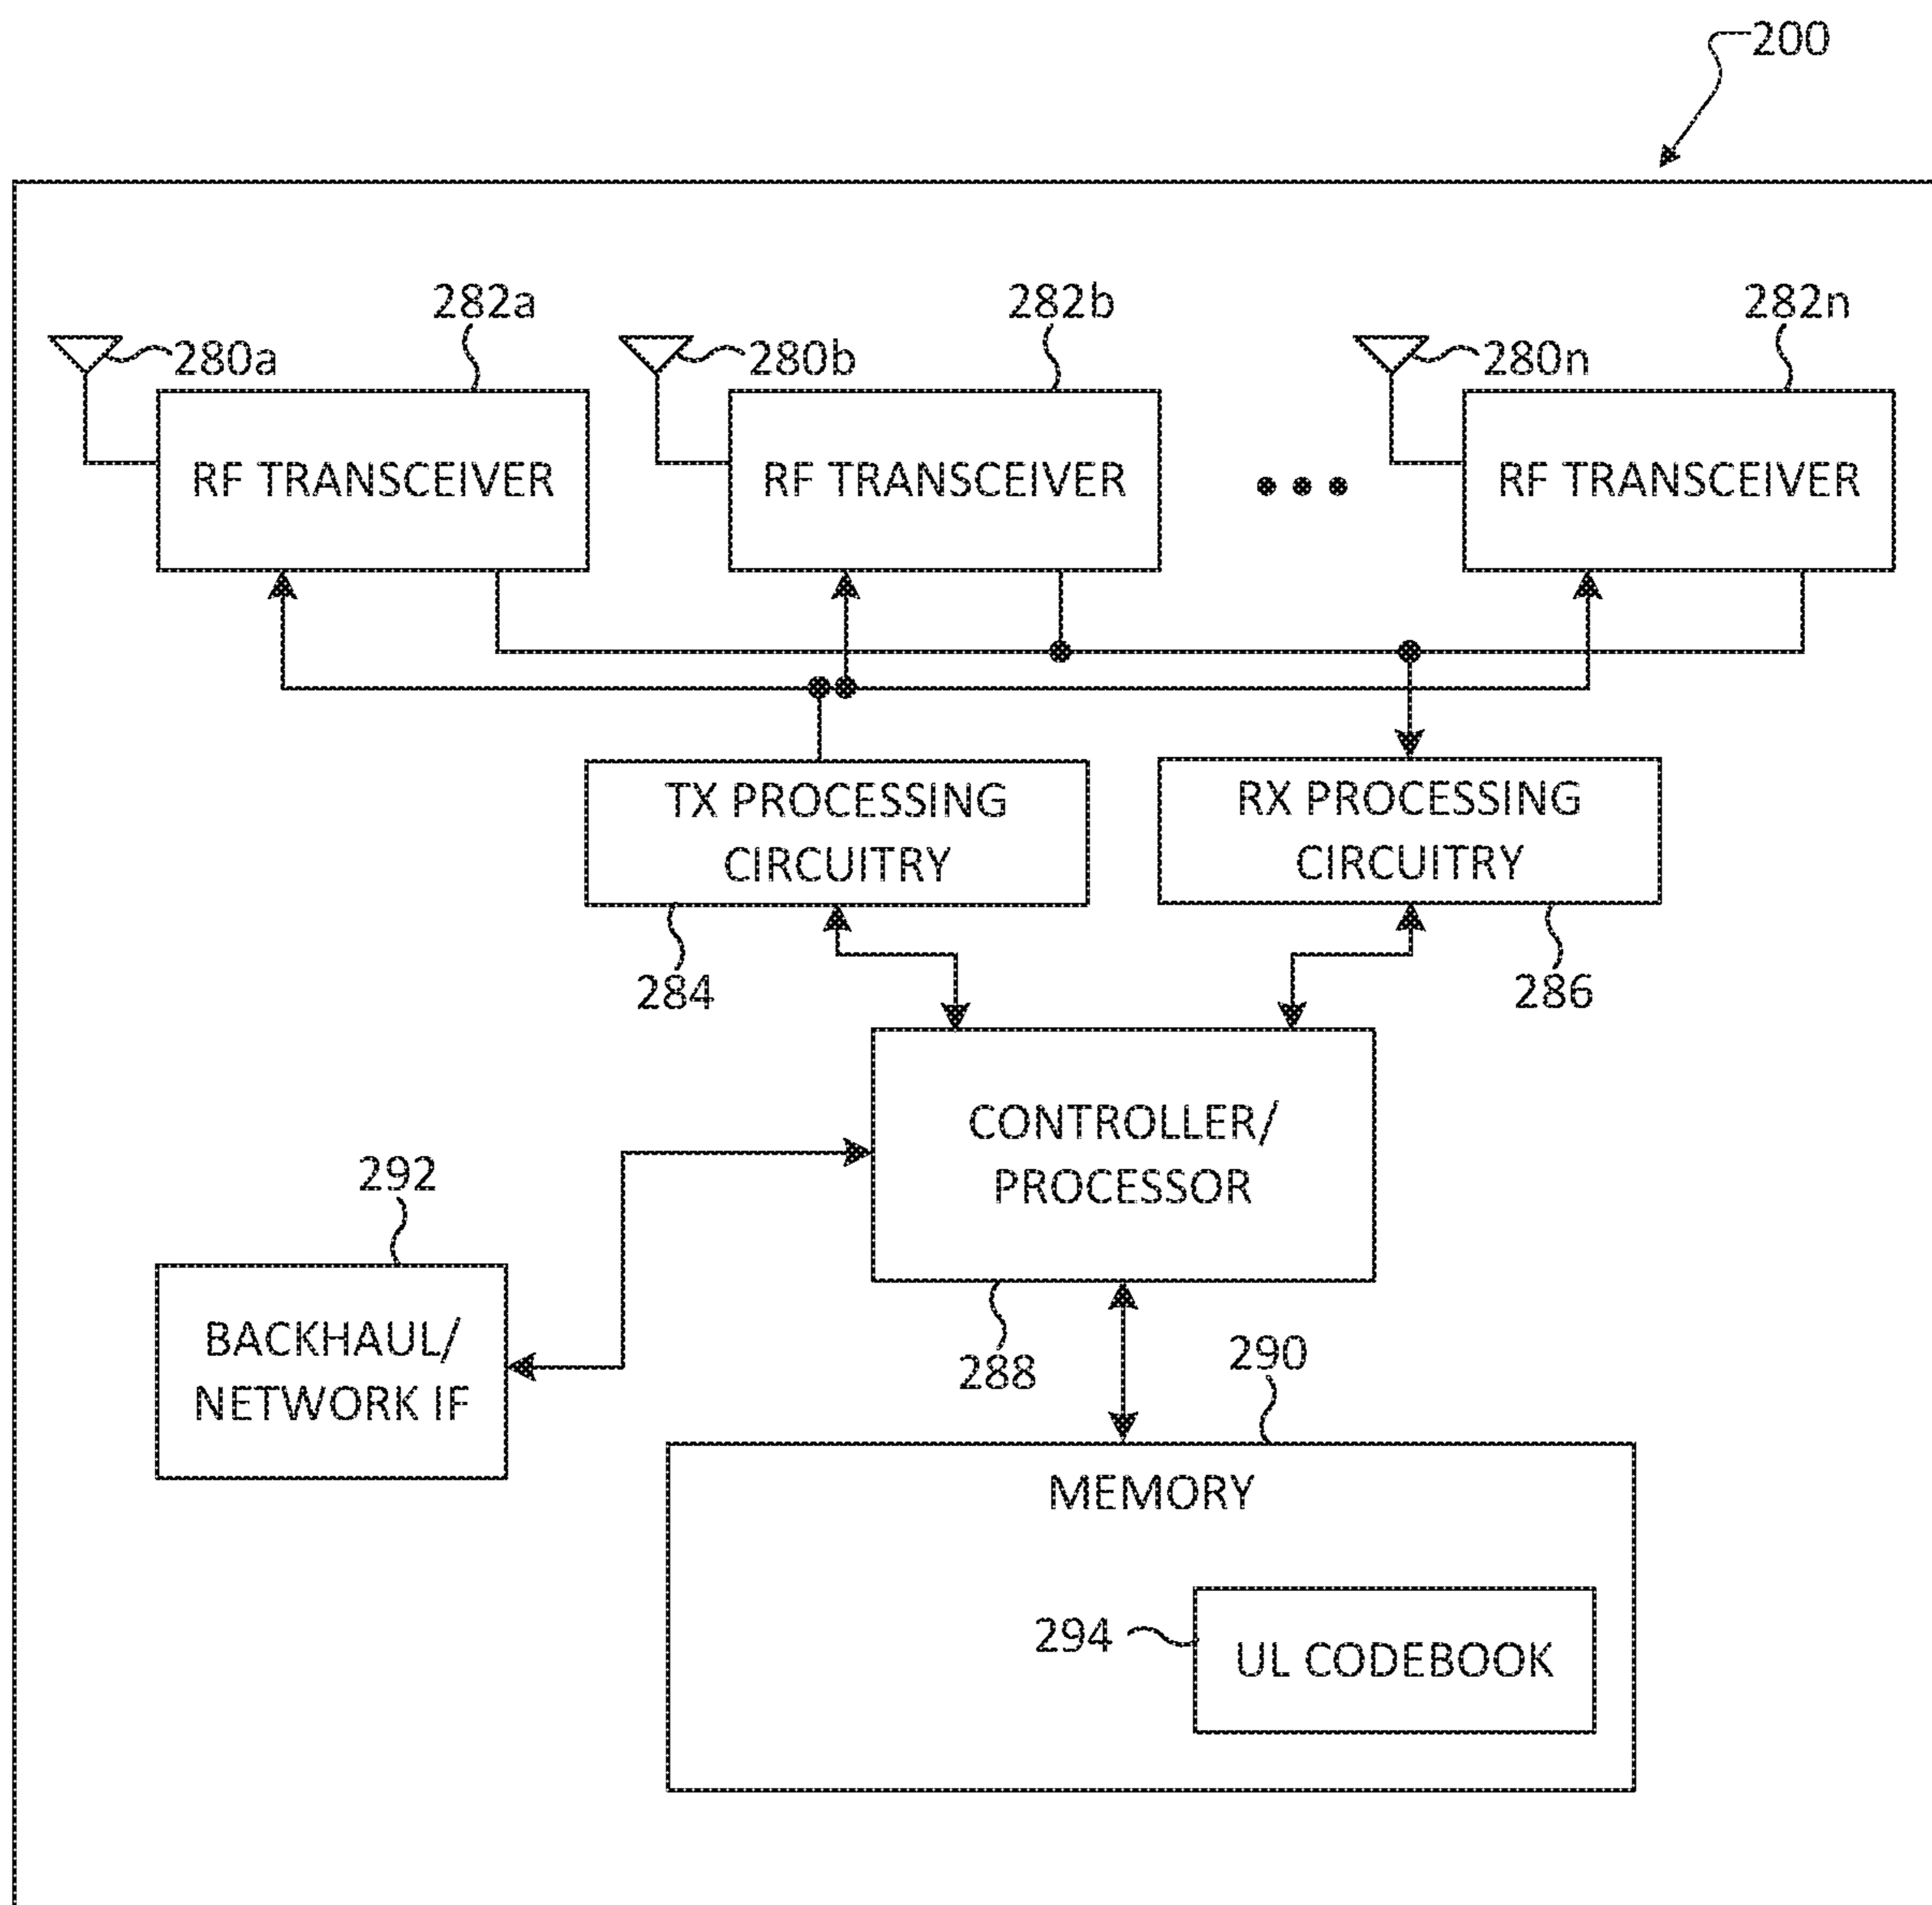 200
282a
282b
282n
280a
280b
280n
RF TRANSCEIVER
RF TRANSCEIVER
RF TRANSCEIVER
TX PROCESSING
CIRCUITRY
RX PROCESSING
CIRCUITRY
284
286
CONTROLLER/
PROCESSOR
292
BACKHAUL/
NETWORK IF
288
290
MEMORY
294
UL CODEBOOK